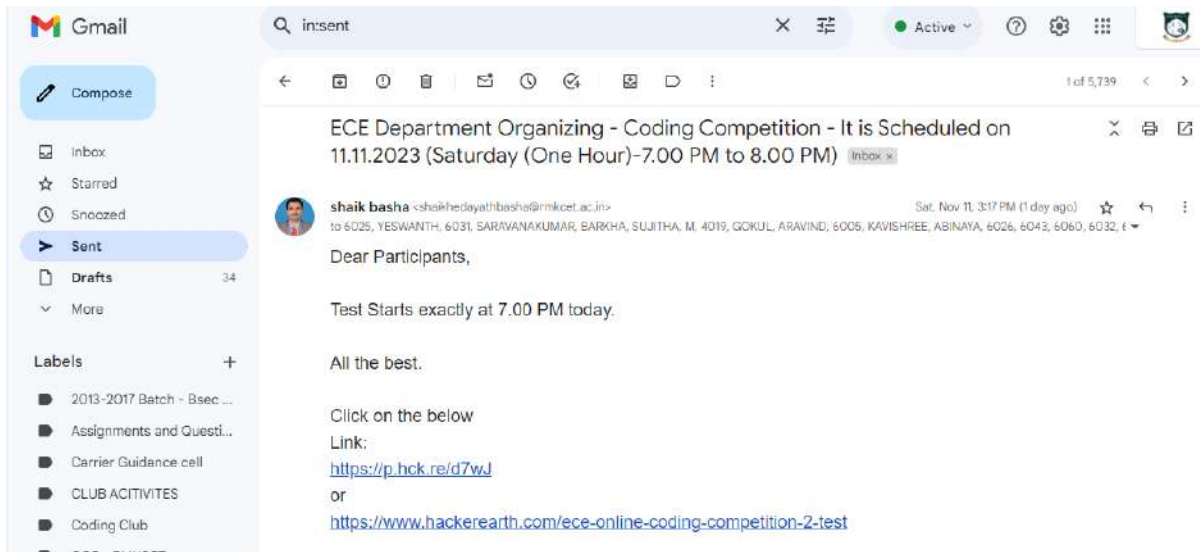 Gmail
in:sent
Active
Compose
1 of 5,739
Inbox
Starred
Snoozed
Sent
Drafts 34
More
Labels +
2013-2017 Batch - Bsec ...
Assignments and Questi...
Carrier Guidance cell
CLUB ACITIVITES
Coding Club
ECE Department Organizing - Coding Competition - It is Scheduled on
11.11.2023 (Saturday (One Hour)-7.00 PM to 8.00 PM) Inbox x
shaik basha <shaikhedayathbasha@rmkcet.ac.in> Sat, Nov 11, 3:17 PM (1 day ago)
to 6025, YESWANTH, 6031, SARAVANAKUMAR, BARKHA, SUJITHA, M, 4019, GOKUL, ARAVIND, 6005, KAVISHREE, ABINAYA, 6026, 6043, 6060, 6032,
Dear Participants,
Test Starts exactly at 7.00 PM today.
All the best.
Click on the below
Link:
https://p.hck.re/d7wJ
or
https://www.hackerearth.com/ece-online-coding-competition-2-test